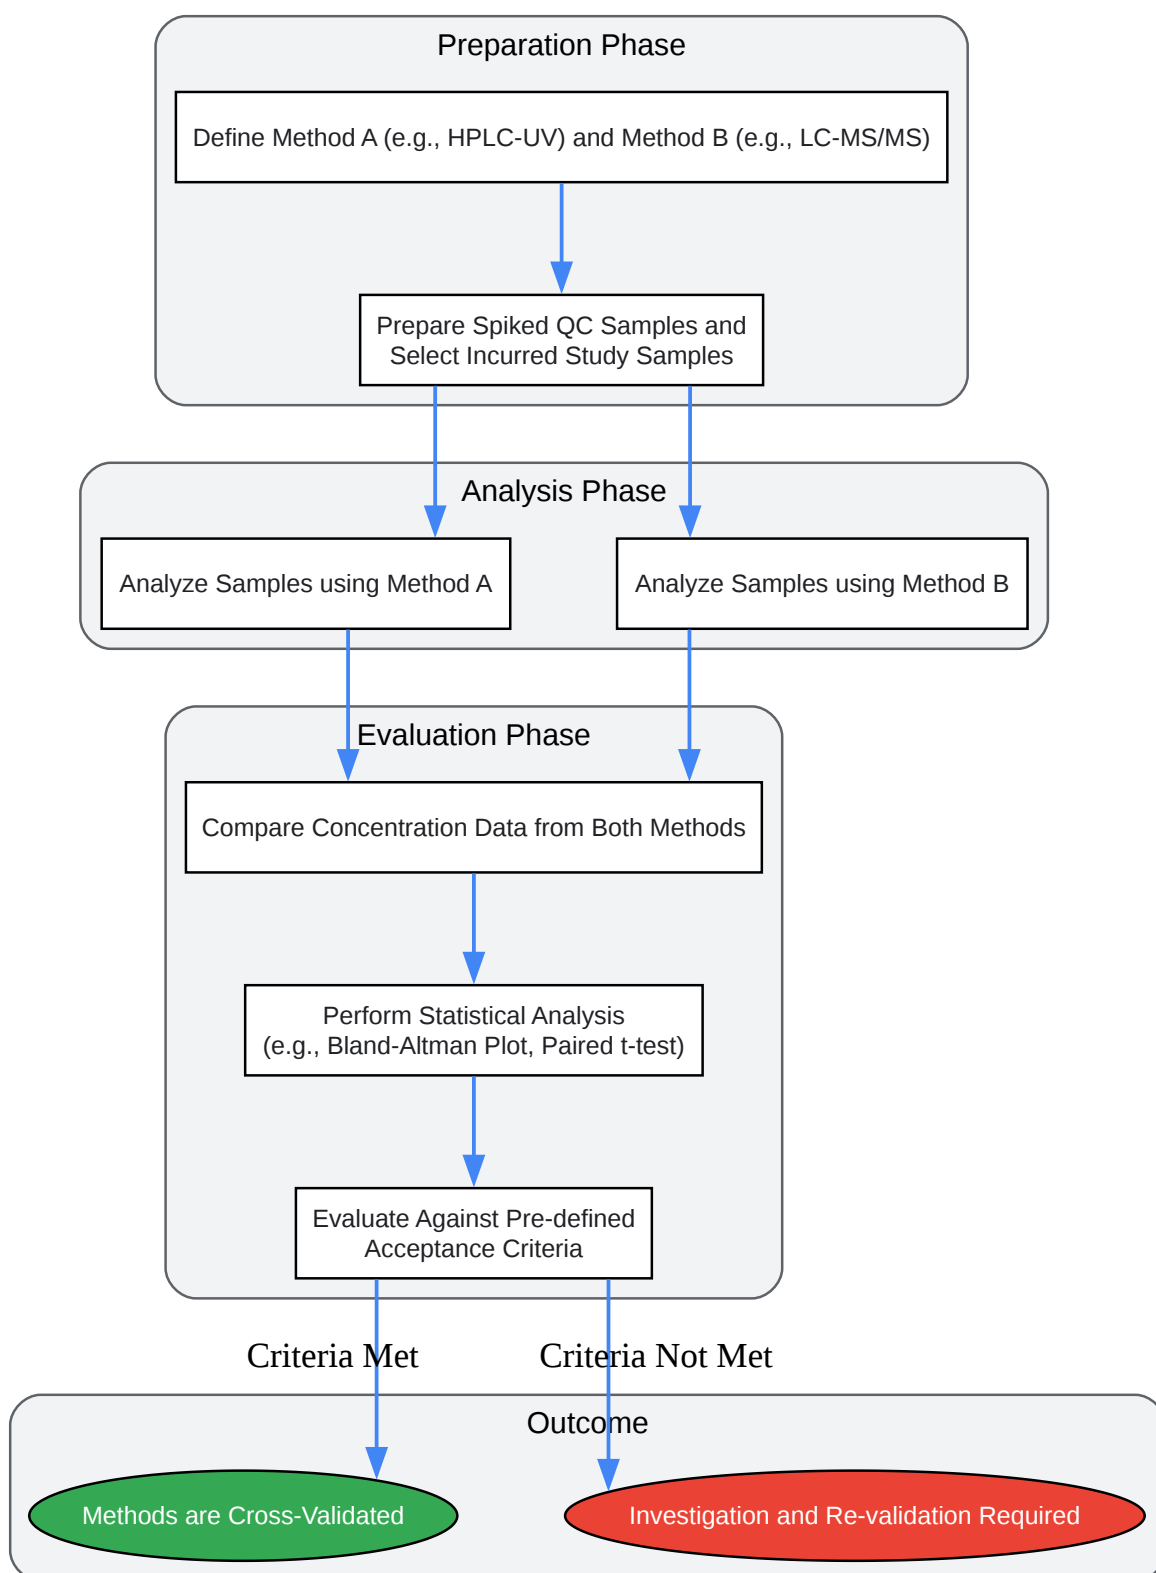 Preparation Phase
Define Method A (e.g., HPLC-UV) and Method B (e.g., LC-MS/MS)
Prepare Spiked QC Samples and
Select Incurred Study Samples
Analysis Phase
Analyze Samples using Method A
Analyze Samples using Method B
Evaluation Phase
Compare Concentration Data from Both Methods
Perform Statistical Analysis
(e.g., Bland-Altman Plot, Paired t-test)
Evaluate Against Pre-defined
Acceptance Criteria
Criteria Met
Criteria Not Met
Outcome
Methods are Cross-Validated
Investigation and Re-validation Required